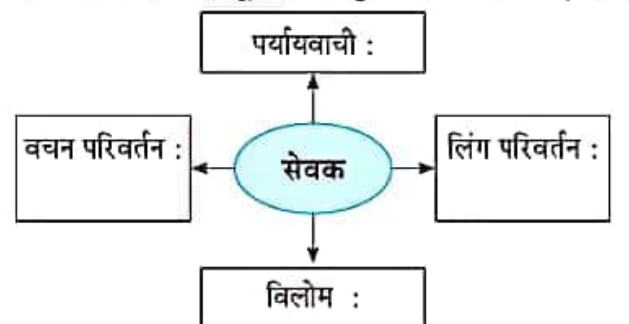 पर्यायवाची :
वचन परिवर्तन :
सेवक
लिंग परिवर्तन :
विलोम :